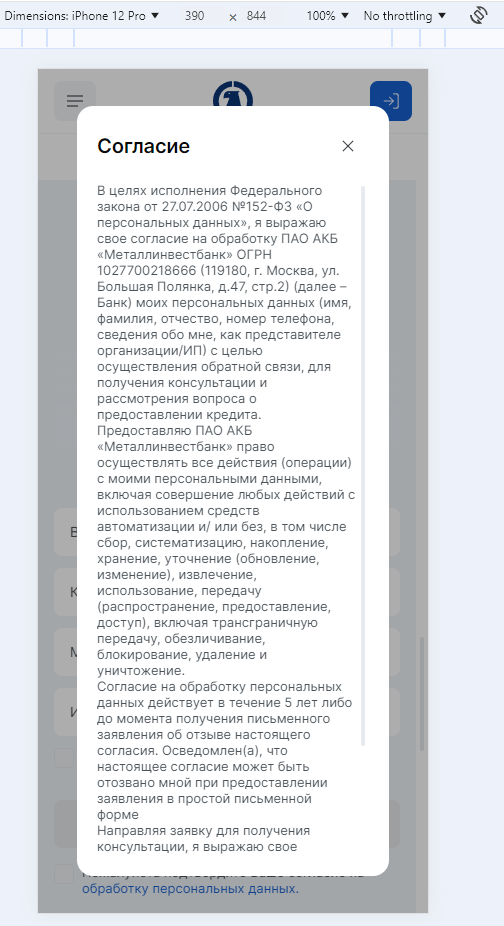 Dimensions: iPhone 12 Pro ▼ 390 × 844 100% ▼ No throttling ▼
Согласие
В целях исполнения Федерального
закона от 27.07.2006 №152-ФЗ «О
персональных данных», я выражаю
свое согласие на обработку ПАО АКБ
«Металлинвестбанк» ОГРН
1027700218666 (119180, г. Москва, ул.
Большая Полянка, д.47, стр.2) (далее –
Банк) моих персональных данных (имя,
фамилия, отчество, номер телефона,
сведения обо мне, как представителе
организации/ИП) с целью
осуществления обратной связи, для
получения консультации и
рассмотрения вопроса о
предоставлении кредита.
Предоставляю ПАО АКБ
«Металлинвестбанк» право
осуществлять все действия (операции)
с моими персональными данными,
включая совершение любых действий с
использованием средств
автоматизации и/ или без, в том числе
сбор, систематизацию, накопление,
хранение, уточнение (обновление,
изменение), извлечение,
использование, передачу
(распространение, предоставление,
доступ), включая трансграничную
передачу, обезличивание,
блокирование, удаление и
уничтожение.
Согласие на обработку персональных
данных действует в течение 5 лет либо
до момента получения письменного
заявления об отзыве настоящего
согласия. Осведомлен(а), что
настоящее согласие может быть
отозвано мной при предоставлении
заявления в простой письменной
форме
Направляя заявку для получения
консультации, я выражаю свое
обработку персональных данных.